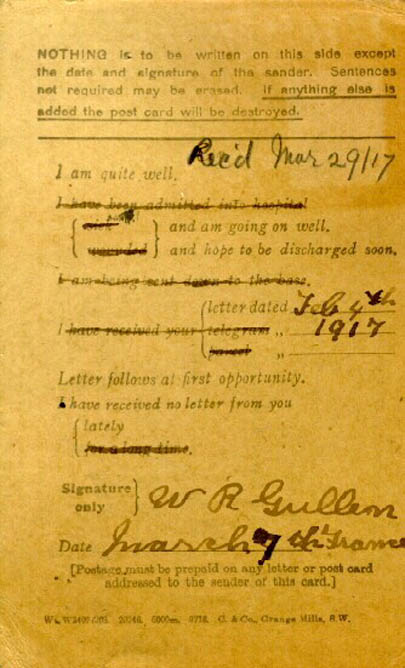 NOTHING is to be written on this side except
the date and signature of the sender. Sentences
not required may be erased. If anything else is
added the post card will be destroyed.
Rec'd Mar 29/17
I am quite well.
I have been admitted into hospital
sick and am going on well.
wounded and hope to be discharged soon.
I am being sent down to the base.
letter dated Feb 4th
I have received your telegram „ 1917
parcel „
Letter follows at first opportunity.
I have received no letter from you
lately
for a long time.
Signature only W R Gullen
Date March 7th France
[Postage must be prepaid on any letter or post card
addressed to the sender of this card.]
6000m. C. & Co., Grange Mills, S.W.